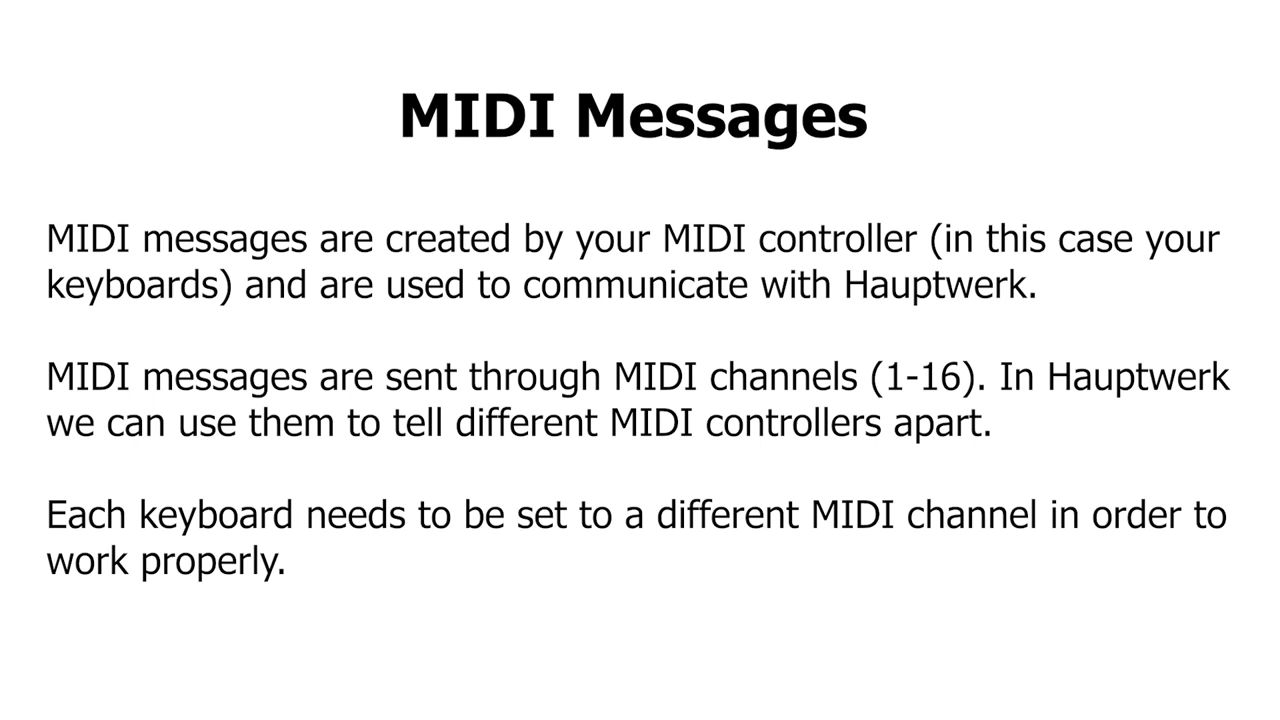 MIDI Messages
MIDI messages are created by your MIDI controller (in this case your
keyboards) and are used to communicate with Hauptwerk.
MIDI messages are sent through MIDI channels (1-16). In Hauptwerk
we can use them to tell different MIDI controllers apart.
Each keyboard needs to be set to a different MIDI channel in order to
work properly.